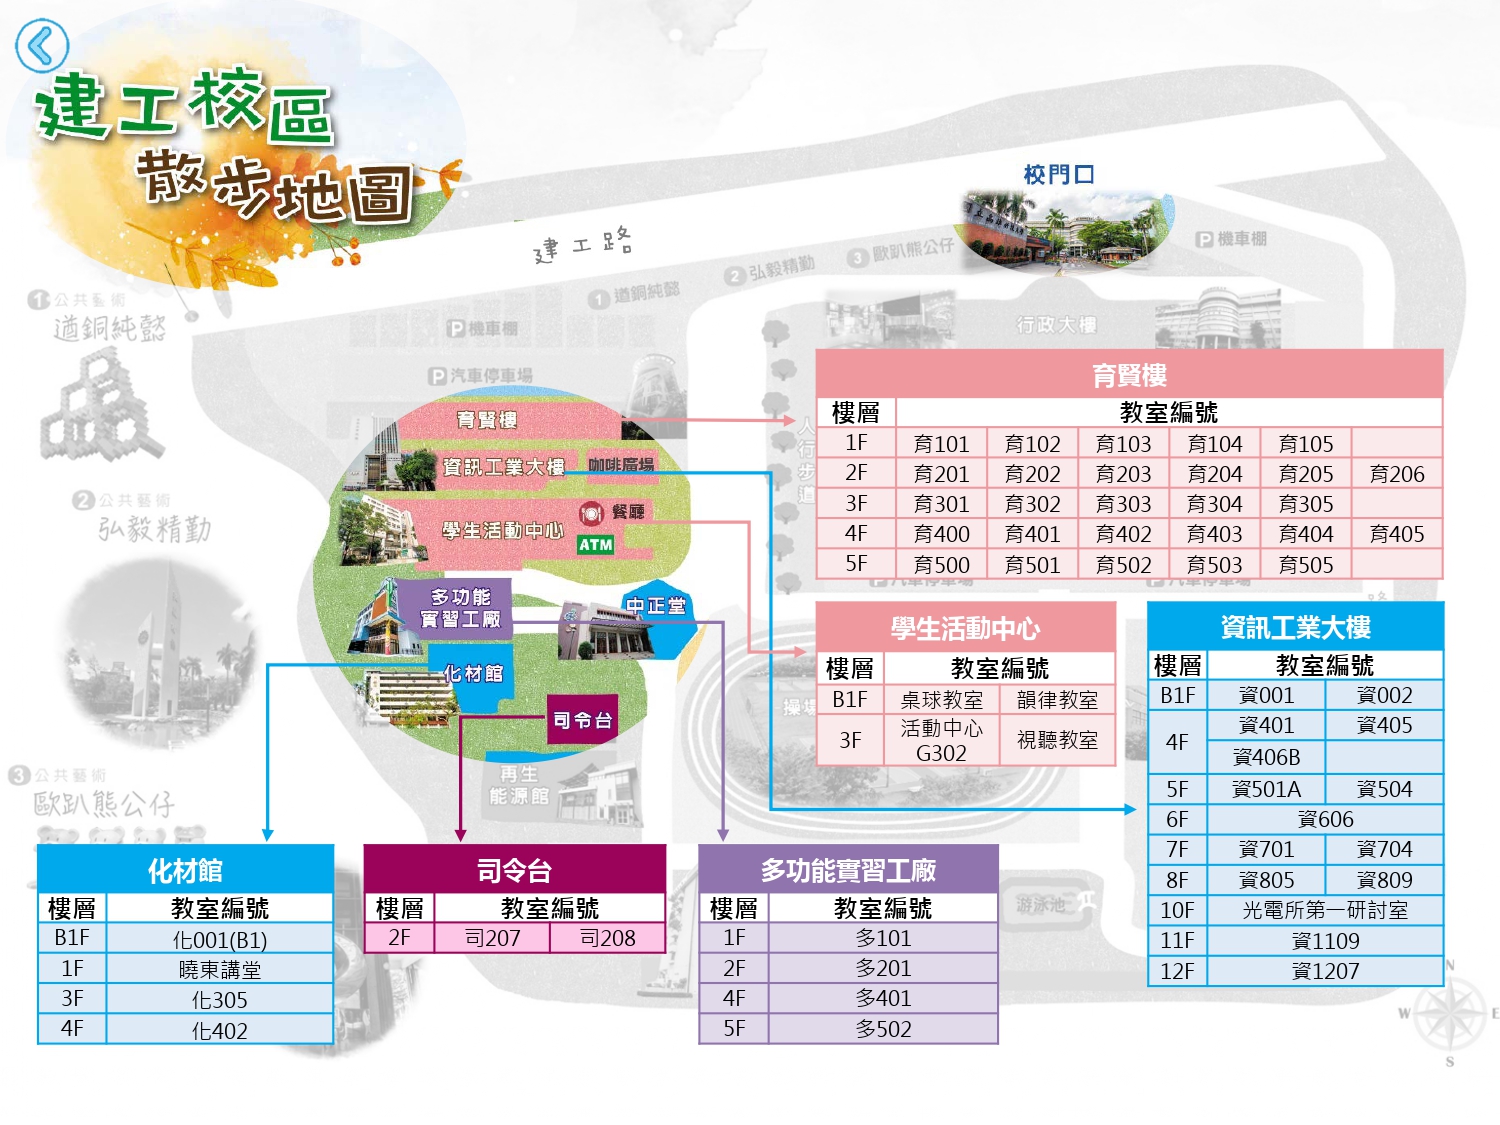 建工校區
散步地圖
校門口
建工路
P 機車棚
3 歐趴熊公仔
2 弘毅精勤
1 道銅純懿
P 機車棚
行政大樓
P 汽車停車場
1 公共藝術
道銅純懿
2 公共藝術
弘毅精勤
3 公共藝術
歐趴熊公仔
育賢樓
資訊工業大樓
咖啡廣場
學生活動中心
餐廳
ATM
多功能
實習工廠
中正堂
化材館
司令台
再生
能源館
人行步道
操場
游泳池
P 汽車停車場
P 汽車停車場
路
育賢樓
樓層 教室編號
1F 育101 育102 育103 育104 育105
2F 育201 育202 育203 育204 育205 育206
3F 育301 育302 育303 育304 育305
4F 育400 育401 育402 育403 育404 育405
5F 育500 育501 育502 育503 育505
學生活動中心
樓層 教室編號
B1F 桌球教室 韻律教室
3F 活動中心
G302 視聽教室
資訊工業大樓
樓層 教室編號
B1F 資001 資002
4F 資401 資405
資406B
5F 資501A 資504
6F 資606
7F 資701 資704
8F 資805 資809
10F 光電所第一研討室
11F 資1109
12F 資1207
化材館
樓層 教室編號
B1F 化001(B1)
1F 曉東講堂
3F 化305
4F 化402
司令台
樓層 教室編號
2F 司207 司208
多功能實習工廠
樓層 教室編號
1F 多101
2F 多201
4F 多401
5F 多502
N
W
E
S